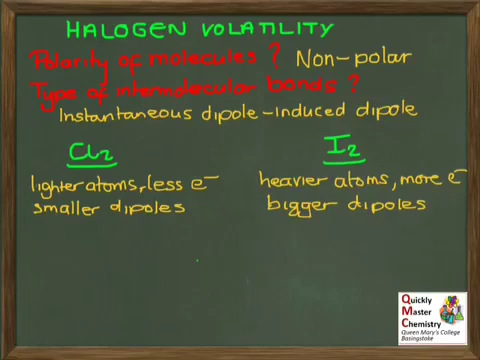 HALOGEN VOLATILITY
Polarity of molecules? Non-polar
Type of intermolecular bonds?
Instantaneous dipole-induced dipole
Cl₂
lighter atoms, less e⁻
smaller dipoles
I₂
heavier atoms, more e⁻
bigger dipoles
Quickly
Master
Chemistry
Queen Mary's College
Basingstoke